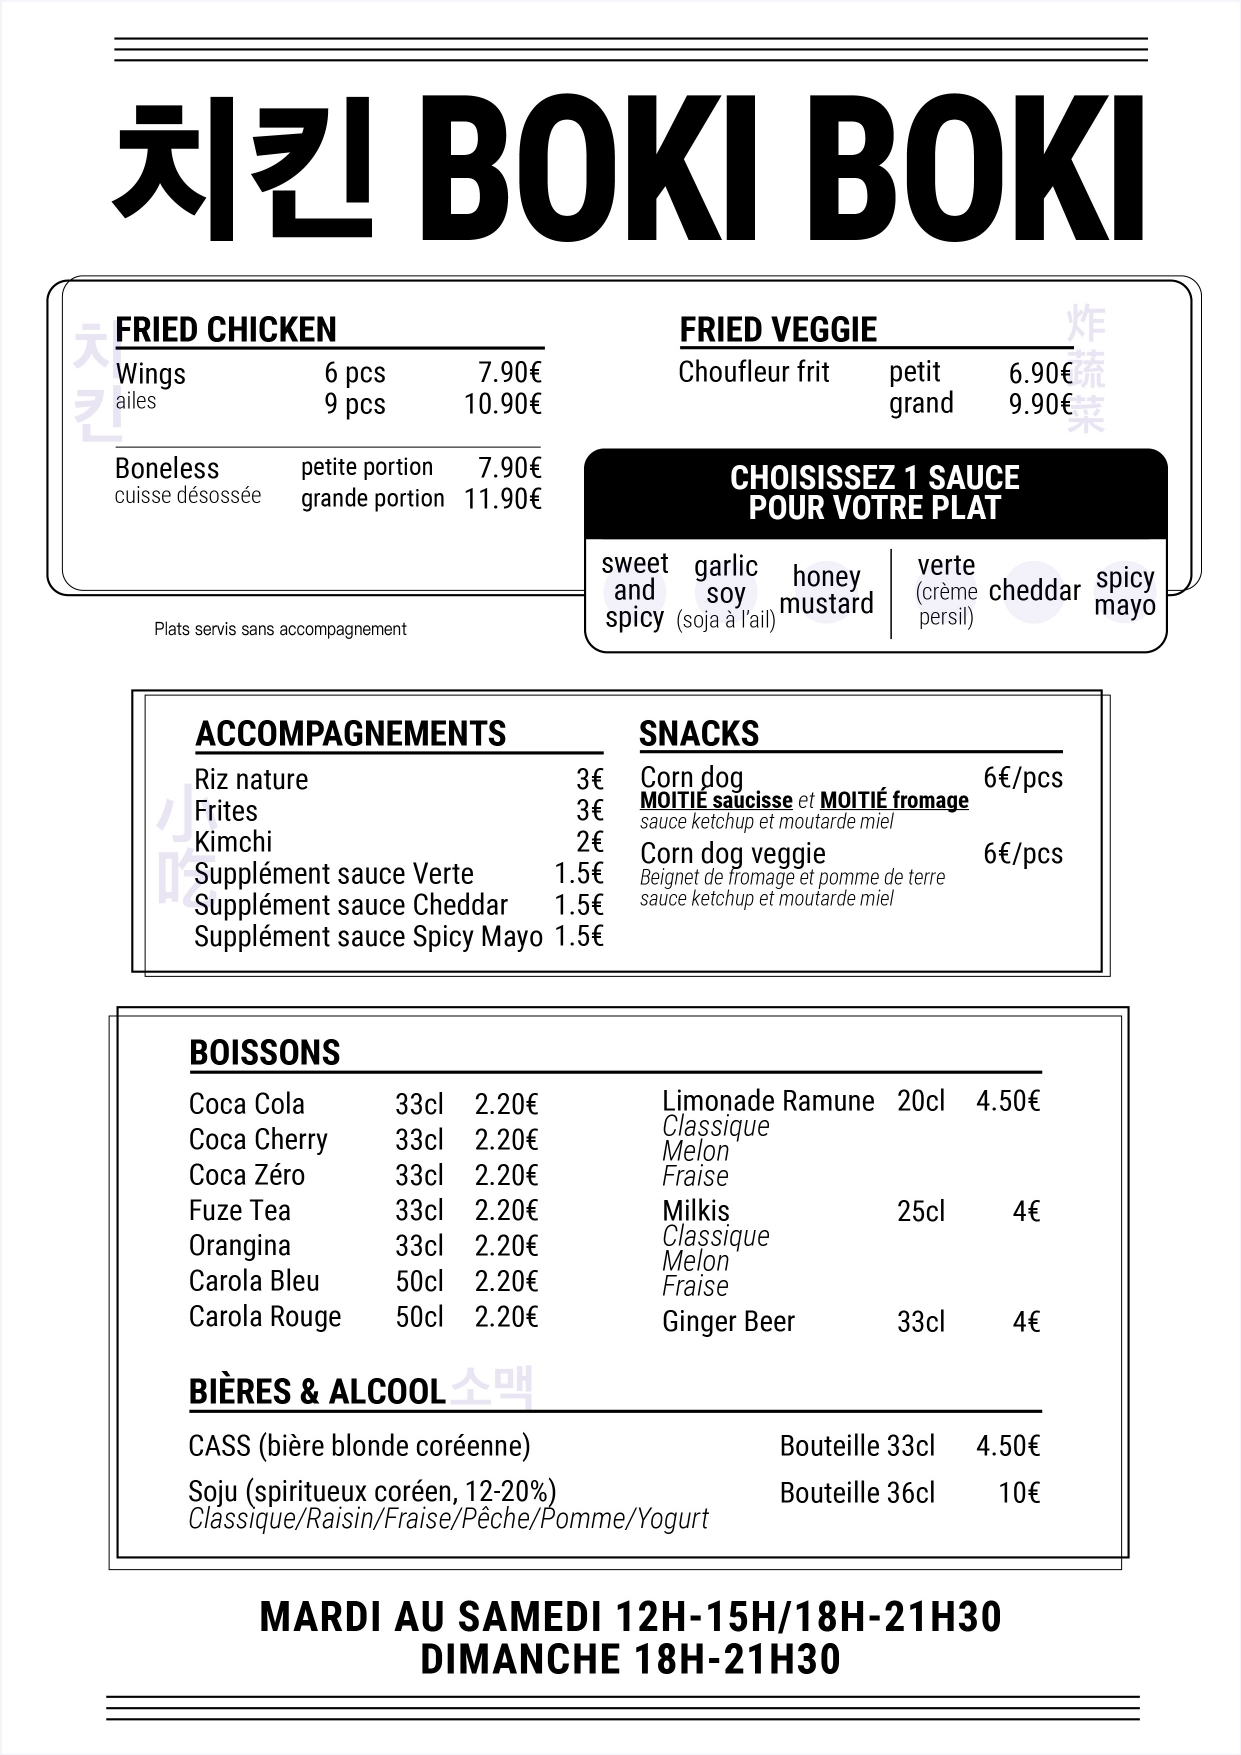 치킨 BOKI BOKI
치킨
FRIED CHICKEN
Wings 6 pcs 7.90€
ailes 9 pcs 10.90€
Boneless petite portion 7.90€
cuisse désossée grande portion 11.90€
FRIED VEGGIE
炸蔬菜
Choufleur frit petit 6.90€
grand 9.90€
CHOISISSEZ 1 SAUCE
POUR VOTRE PLAT
sweet
and
spicy
garlic
soy
(soja à l’ail)
honey
mustard
verte
(crème
persil)
cheddar
spicy
mayo
Plats servis sans accompagnement
ACCOMPAGNEMENTS
小吃
Riz nature 3€
Frites 3€
Kimchi 2€
Supplément sauce Verte 1.5€
Supplément sauce Cheddar 1.5€
Supplément sauce Spicy Mayo 1.5€
SNACKS
Corn dog 6€/pcs
MOITIÉ saucisse et MOITIÉ fromage
sauce ketchup et moutarde miel
Corn dog veggie 6€/pcs
Beignet de fromage et pomme de terre
sauce ketchup et moutarde miel
BOISSONS
Coca Cola 33cl 2.20€
Coca Cherry 33cl 2.20€
Coca Zéro 33cl 2.20€
Fuze Tea 33cl 2.20€
Orangina 33cl 2.20€
Carola Bleu 50cl 2.20€
Carola Rouge 50cl 2.20€
Limonade Ramune 20cl 4.50€
Classique
Melon
Fraise
Milkis 25cl 4€
Classique
Melon
Fraise
Ginger Beer 33cl 4€
BIÈRES & ALCOOL 소맥
CASS (bière blonde coréenne) Bouteille 33cl 4.50€
Soju (spiritueux coréen, 12-20%) Bouteille 36cl 10€
Classique/Raisin/Fraise/Pêche/Pomme/Yogurt
MARDI AU SAMEDI 12H-15H/18H-21H30
DIMANCHE 18H-21H30